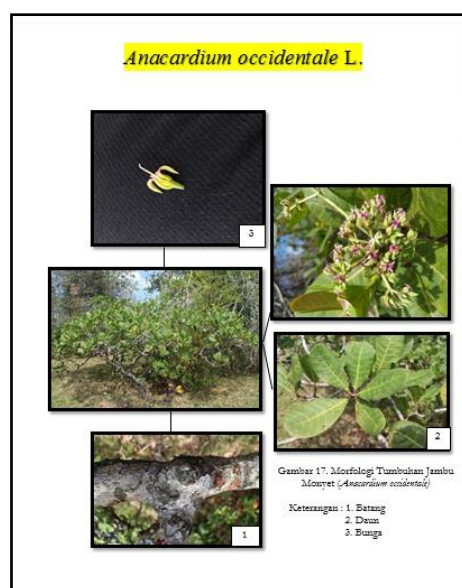 Anacardium occidentale L.
3
2
1
Gambar 17. Morfologi Tumbuhan Jambu
Monyet (Anacardium occidentale)
Keterangan : 1. Batang
2. Daun
3. Bunga